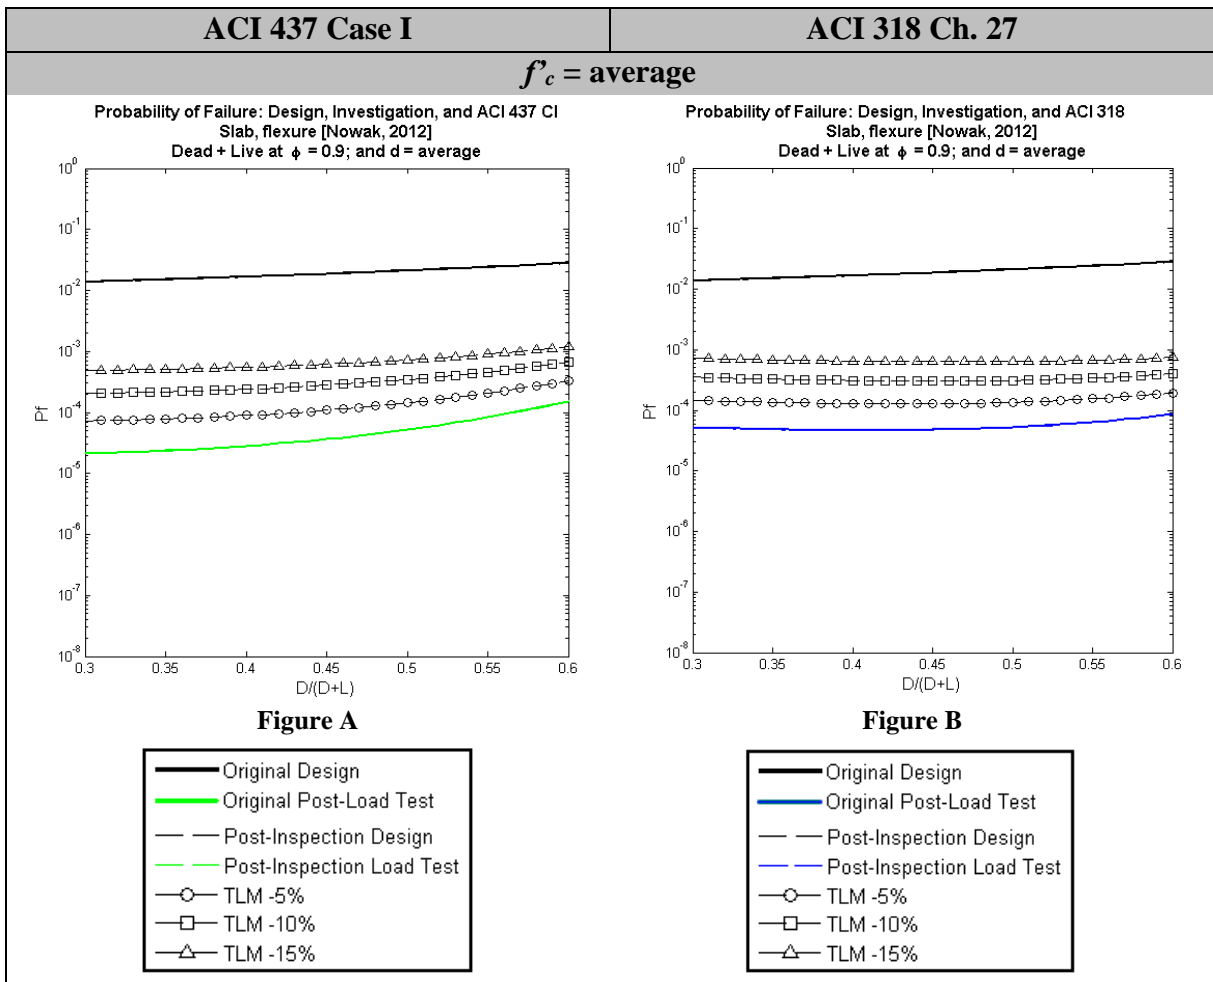 ACI 437 Case I
ACI 318 Ch. 27
f’c = average
Probability of Failure: Design, Investigation, and ACI 437 CI
Slab, flexure [Nowak, 2012]
Dead + Live at ϕ = 0.9; and d = average
10^0
10^-1
10^-2
10^-3
10^-4
10^-5
10^-6
10^-7
10^-8
Pf
0.3 0.35 0.4 0.45 0.5 0.55 0.6
D/(D+L)
Figure A
Original Design
Original Post-Load Test
Post-Inspection Design
Post-Inspection Load Test
TLM -5%
TLM -10%
TLM -15%
Probability of Failure: Design, Investigation, and ACI 318
Slab, flexure [Nowak, 2012]
Dead + Live at ϕ = 0.9; and d = average
10^0
10^-1
10^-2
10^-3
10^-4
10^-5
10^-6
10^-7
10^-8
Pf
0.3 0.35 0.4 0.45 0.5 0.55 0.6
D/(D+L)
Figure B
Original Design
Original Post-Load Test
Post-Inspection Design
Post-Inspection Load Test
TLM -5%
TLM -10%
TLM -15%